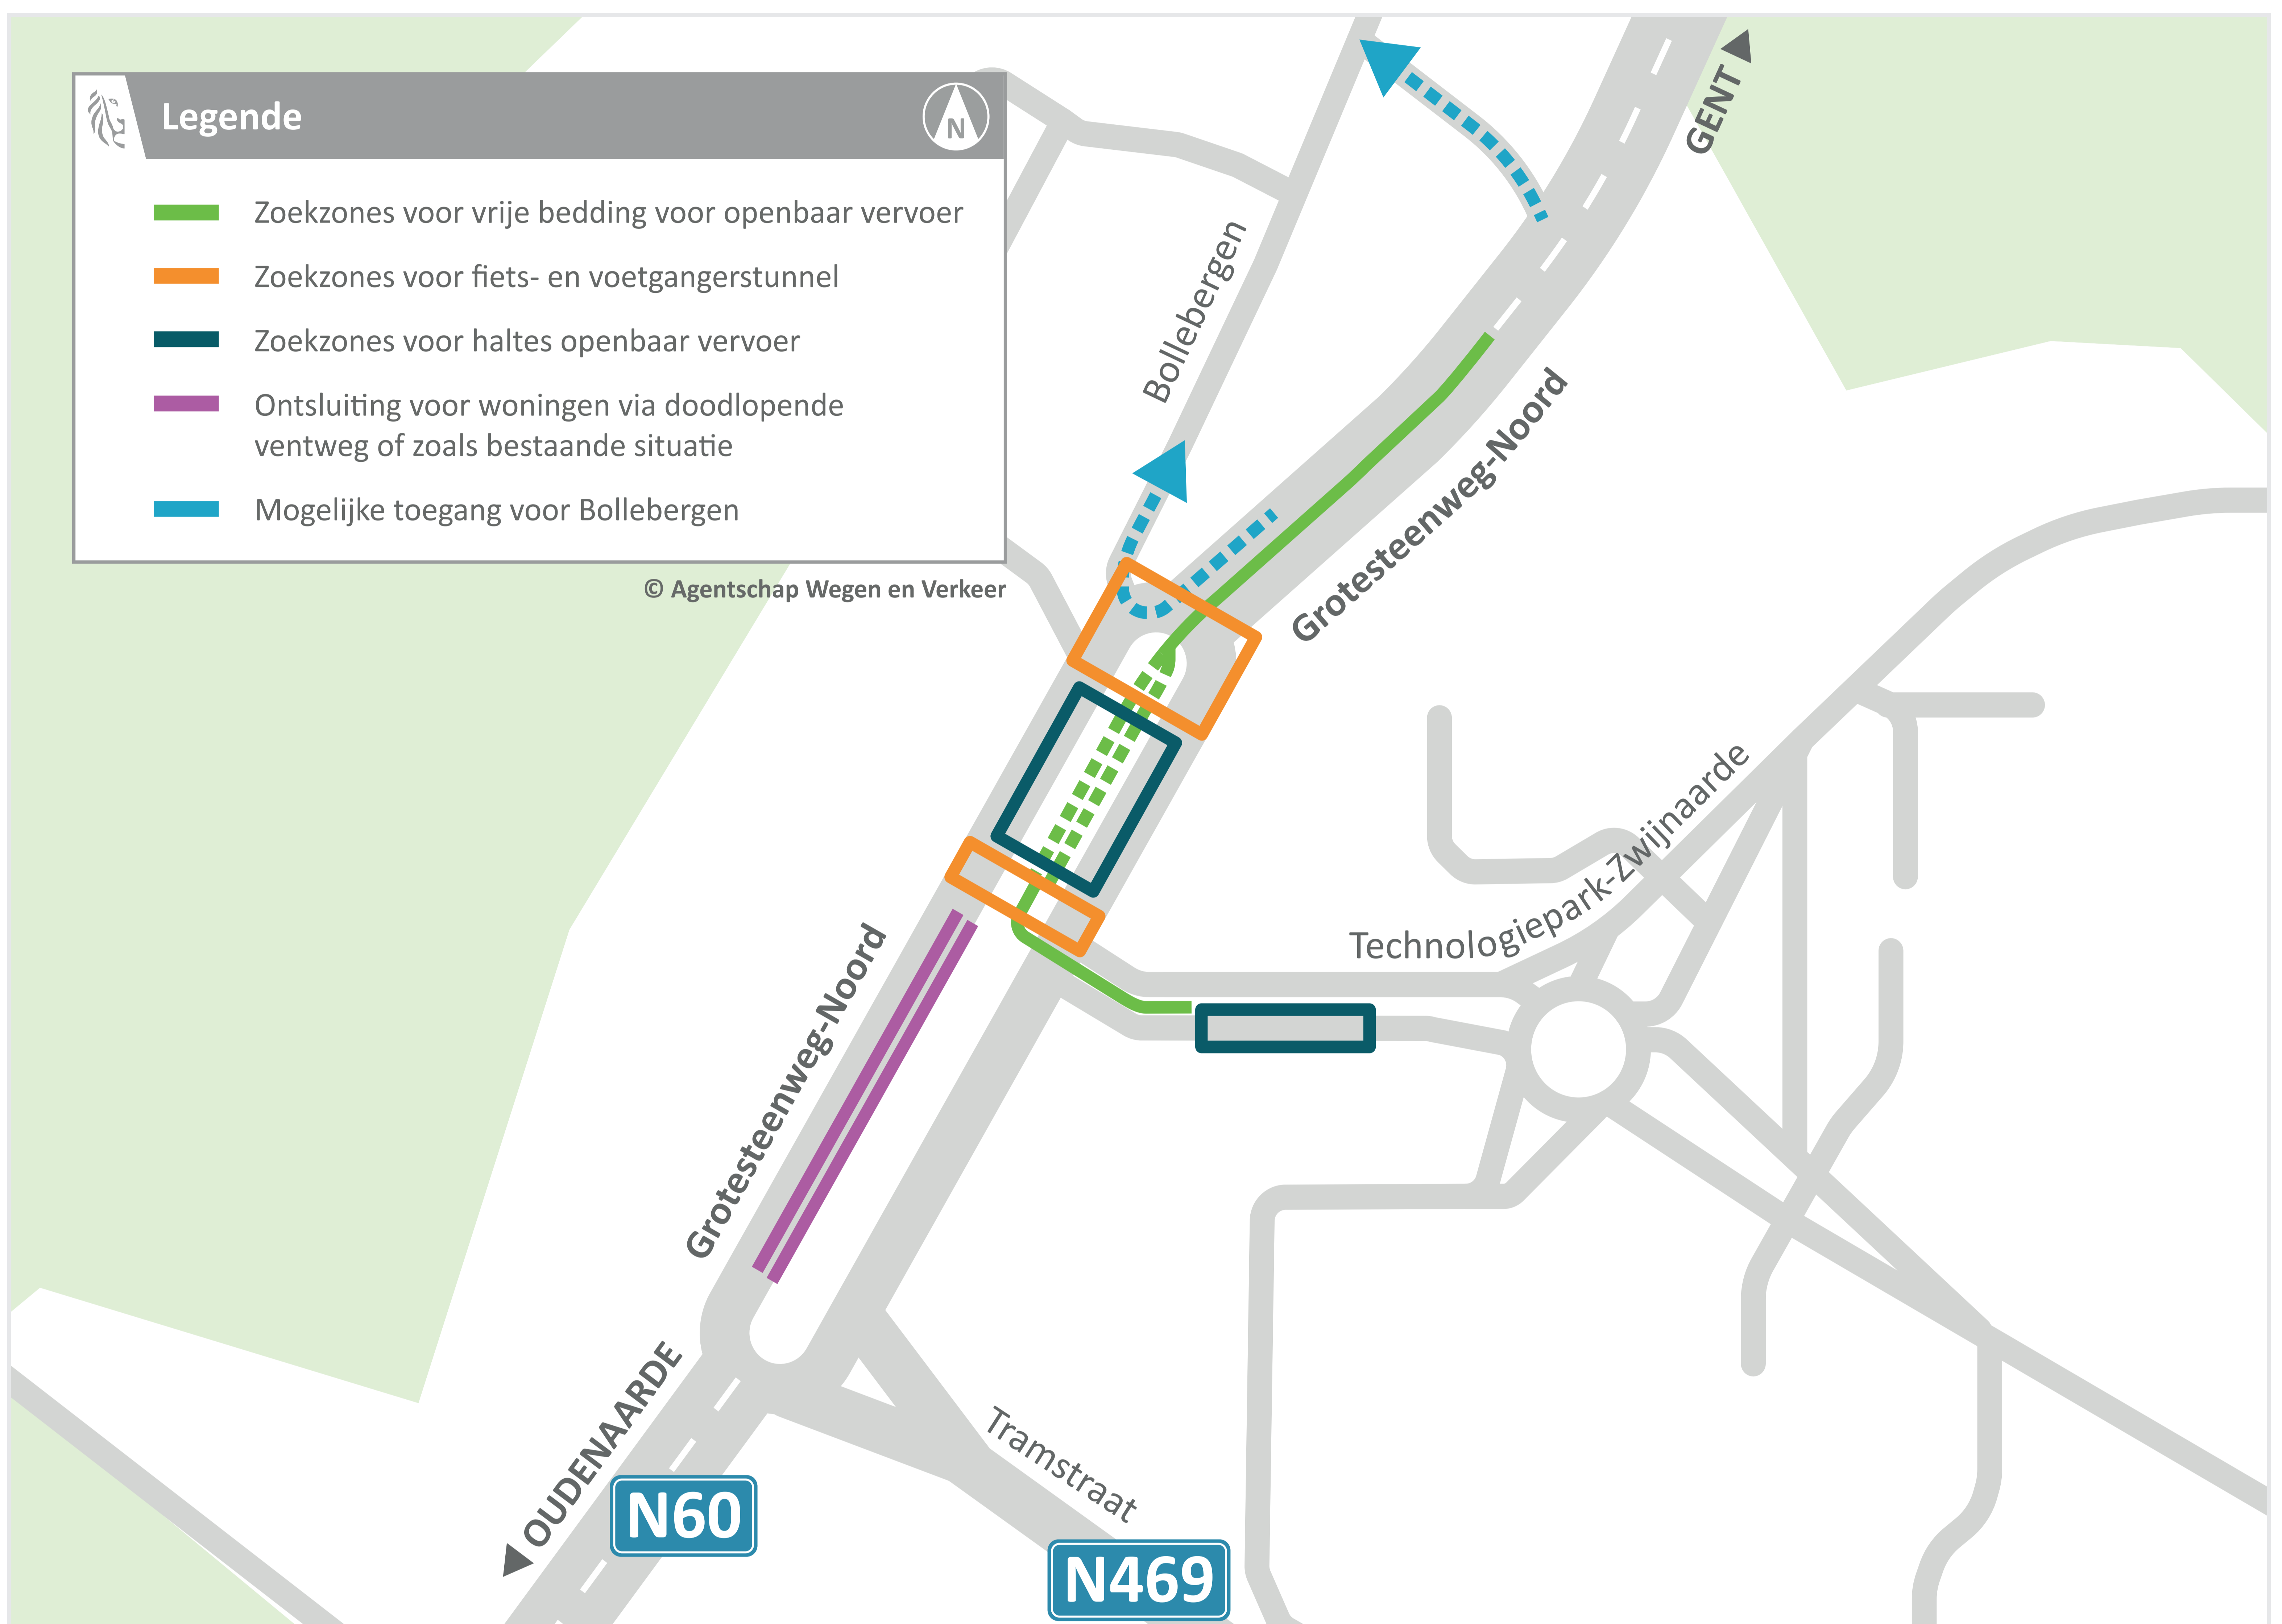 Legende
N
Zoekzones voor vrije bedding voor openbaar vervoer
Zoekzones voor fiets- en voetgangerstunnel
Zoekzones voor haltes openbaar vervoer
Ontsluiting voor woningen via doodlopende
ventweg of zoals bestaande situatie
Mogelijke toegang voor Bollebergen
© Agentschap Wegen en Verkeer
GENT
Bollebergen
Grotesteenweg-Noord
Technologiepark-Zwijnaarde
Grotesteenweg-Noord
OUDENAARDE
Tramstraat
N60
N469